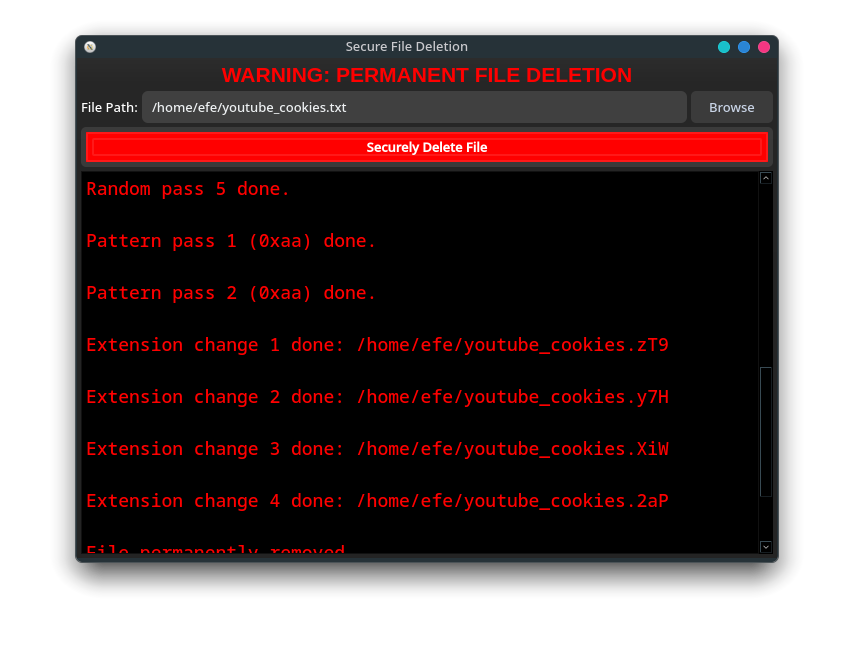 Secure File Deletion
WARNING: PERMANENT FILE DELETION
File Path: /home/efe/youtube_cookies.txt Browse
Securely Delete File
Random pass 5 done.
Pattern pass 1 (0xaa) done.
Pattern pass 2 (0xaa) done.
Extension change 1 done: /home/efe/youtube_cookies.zT9
Extension change 2 done: /home/efe/youtube_cookies.y7H
Extension change 3 done: /home/efe/youtube_cookies.XiW
Extension change 4 done: /home/efe/youtube_cookies.2aP
File permanently removed